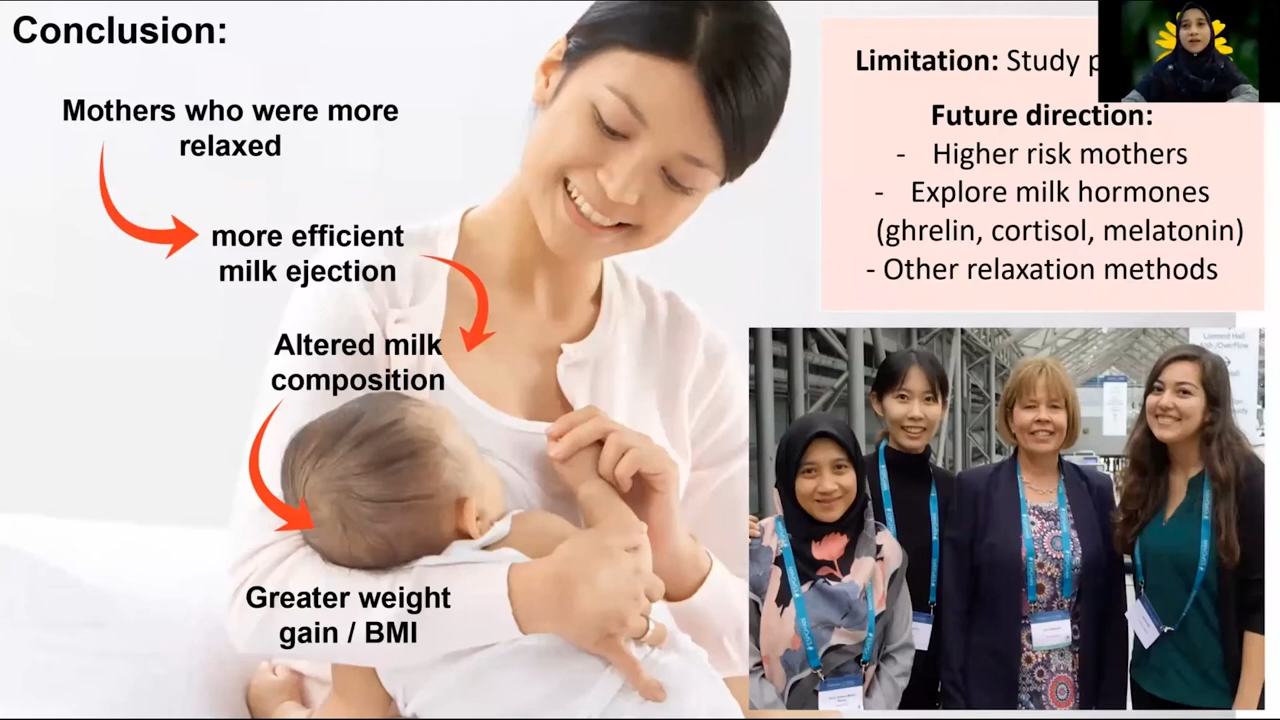 Conclusion:
Mothers who were more
relaxed
more efficient
milk ejection
Altered milk
composition
Greater weight
gain / BMI
Limitation: Study p
Future direction:
- Higher risk mothers
- Explore milk hormones
(ghrelin, cortisol, melatonin)
- Other relaxation methods